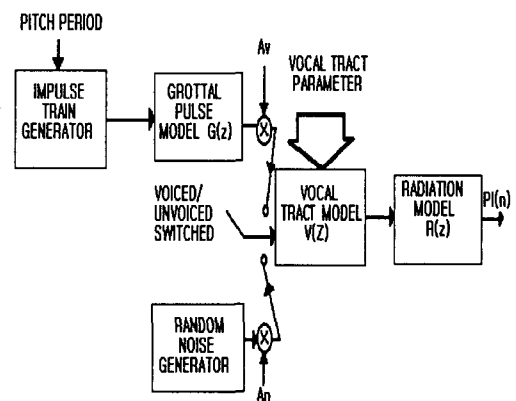 PITCH PERIOD
IMPULSE
TRAIN
GENERATOR
GROTTAL
PULSE
MODEL G(z)
Av
VOCAL TRACT
PARAMETER
VOICED/
UNVOICED
SWITCHED
VOCAL
TRACT MODEL
V(Z)
RADIATION
MODEL
R(z)
Pl(n)
RANDOM
NOISE
GENERATOR
An